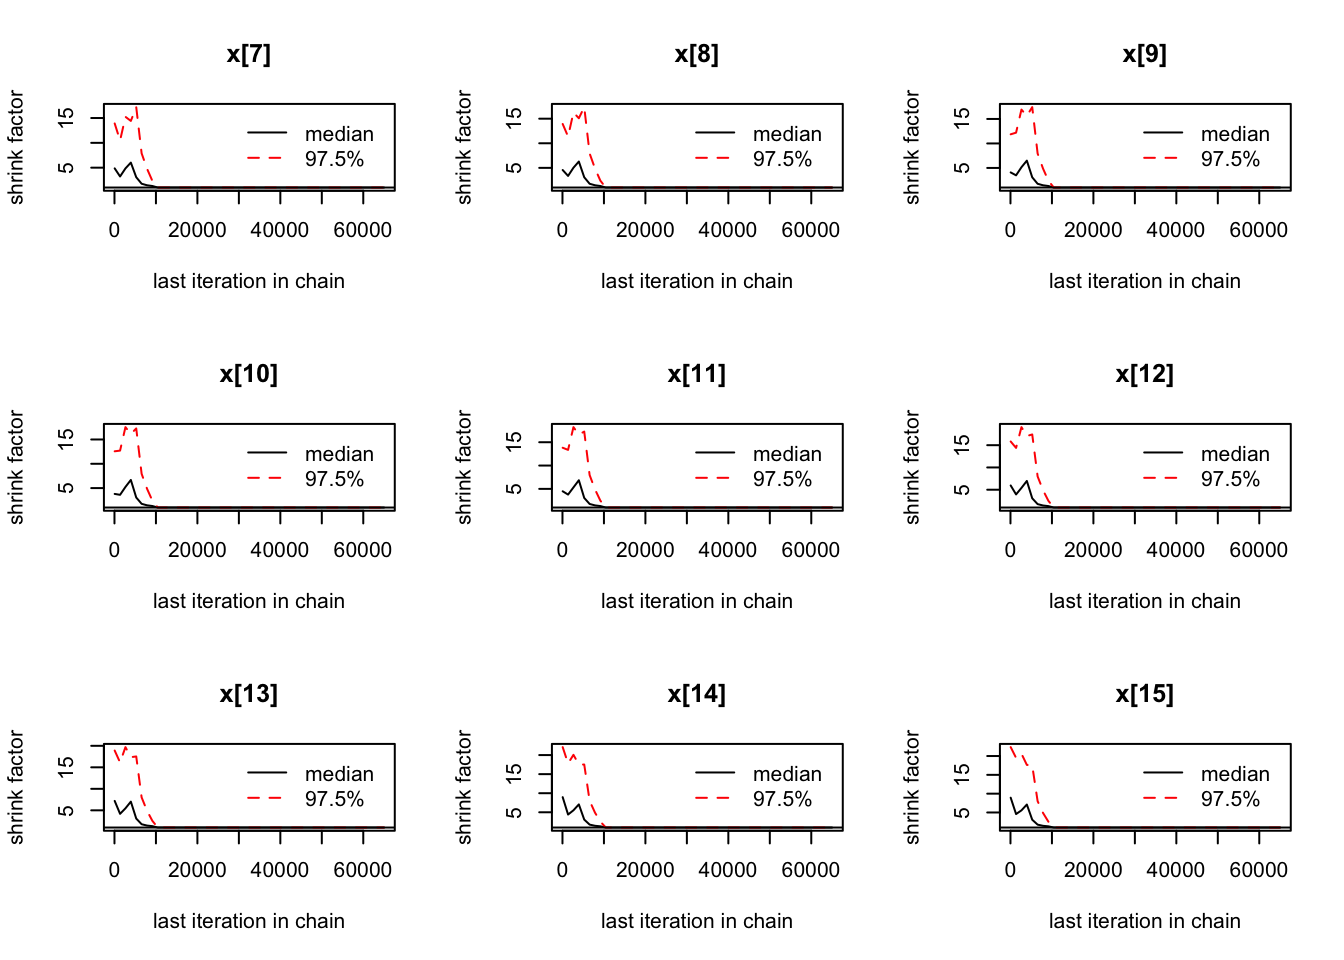 x[7]
shrink factor
15
5
median
97.5%
0 20000 40000 60000
last iteration in chain
x[8]
shrink factor
15
5
median
97.5%
0 20000 40000 60000
last iteration in chain
x[9]
shrink factor
15
5
median
97.5%
0 20000 40000 60000
last iteration in chain
x[10]
shrink factor
15
5
median
97.5%
0 20000 40000 60000
last iteration in chain
x[11]
shrink factor
15
5
median
97.5%
0 20000 40000 60000
last iteration in chain
x[12]
shrink factor
15
5
median
97.5%
0 20000 40000 60000
last iteration in chain
x[13]
shrink factor
15
5
median
97.5%
0 20000 40000 60000
last iteration in chain
x[14]
shrink factor
15
5
median
97.5%
0 20000 40000 60000
last iteration in chain
x[15]
shrink factor
15
5
median
97.5%
0 20000 40000 60000
last iteration in chain